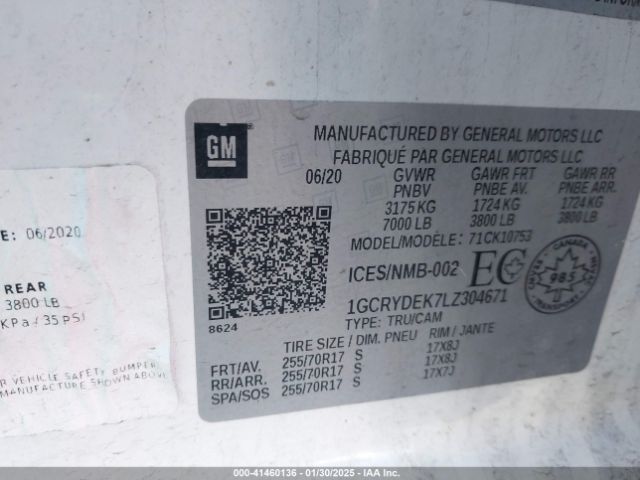 GM
MANUFACTURED BY GENERAL MOTORS LLC
FABRIQUÉ PAR GENERAL MOTORS LLC
06/20 GVWR GAWR FRT GAWR RR
PNBV PNBE AV. PNBE ARR.
3175 KG 1724 KG 1724 KG
7000 LB 3800 LB 3800 LB
MODEL/MODÈLE: 71CK10753
ICES/NMB-002 EC
CANADA
985
1GCRYDEK7LZ304671
8624
TYPE: TRU/CAM
TIRE SIZE / DIM. PNEU RIM / JANTE
FRT/AV. 255/70R17 S 17X8J
RR/ARR. 255/70R17 S 17X8J
SPA/SOS 255/70R17 S 17X7J
E: 06/2020
REAR
3800 LB
KPa / 35 PSI
VEHICLE SAFETY BUMPER
MANUFACTURE SHOWN ABOVE
000-41460136 - 01/30/2025 - IAA Inc.